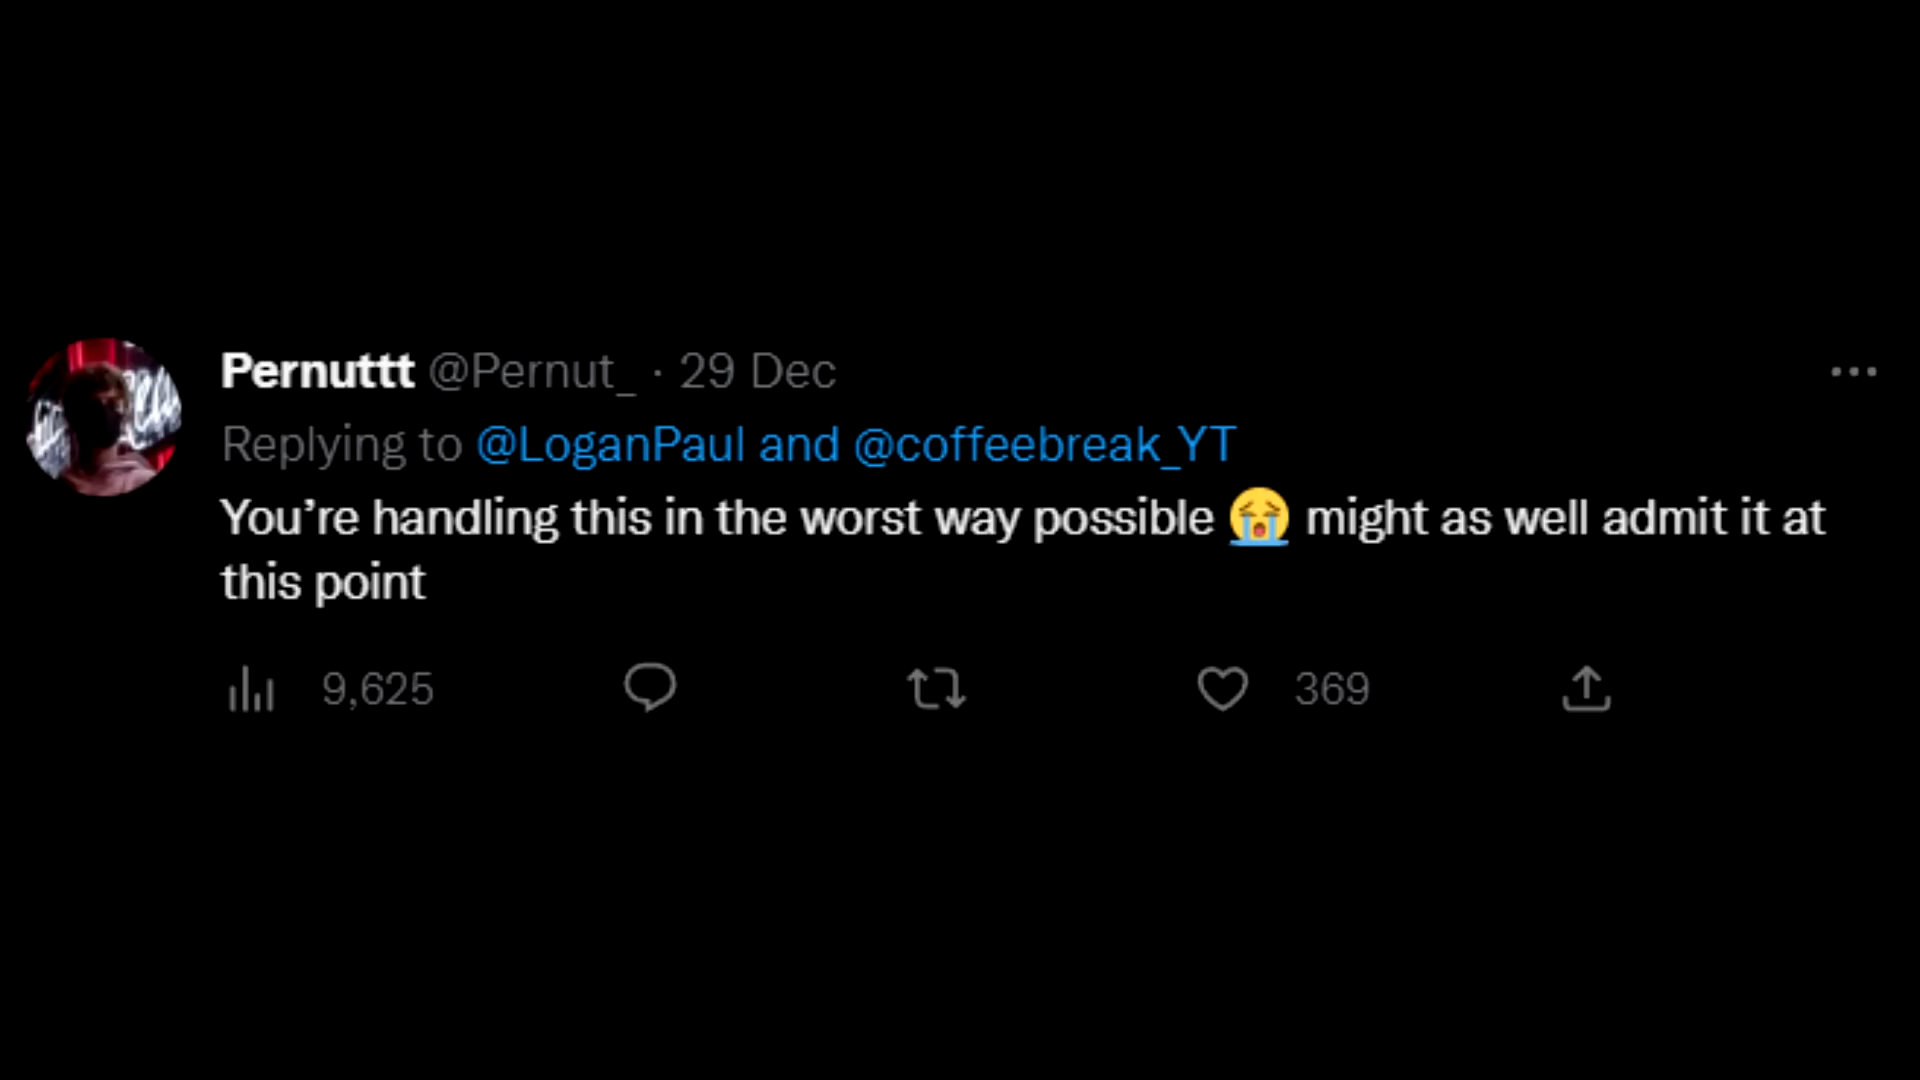 Pernuttt @Pernut_ · 29 Dec
Replying to @LoganPaul and @coffeebreak_YT
You’re handling this in the worst way possible 😭 might as well admit it at
this point
9,625 369